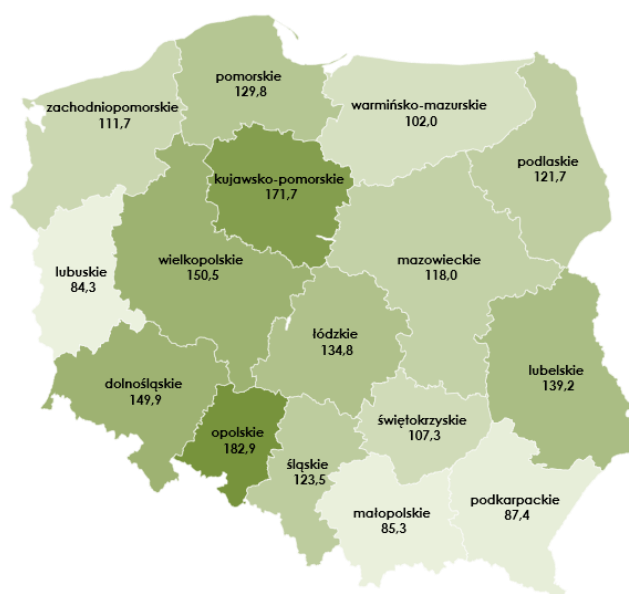 pomorskie
129,8
zachodniopomorskie
111,7
warmińsko-mazurskie
102,0
podlaskie
121,7
kujawsko-pomorskie
171,7
wielkopolskie
150,5
mazowieckie
118,0
lubuskie
84,3
łódzkie
134,8
lubelskie
139,2
dolnośląskie
149,9
opolskie
182,9
świętokrzyskie
107,3
śląskie
123,5
małopolskie
85,3
podkarpackie
87,4